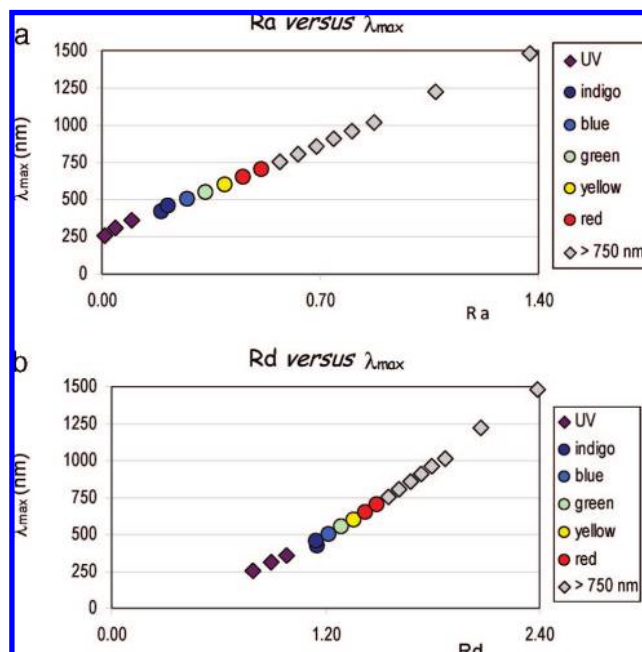 a
Ra versus λmax
1500
1250
1000
750
500
250
0
λmax (nm)
0.00
0.70
1.40
Ra
UV
indigo
blue
green
yellow
red
> 750 nm
b
Rd versus λmax
1500
1250
1000
750
500
250
0
λmax (nm)
0.00
1.20
2.40
Rd
UV
indigo
blue
green
yellow
red
> 750 nm